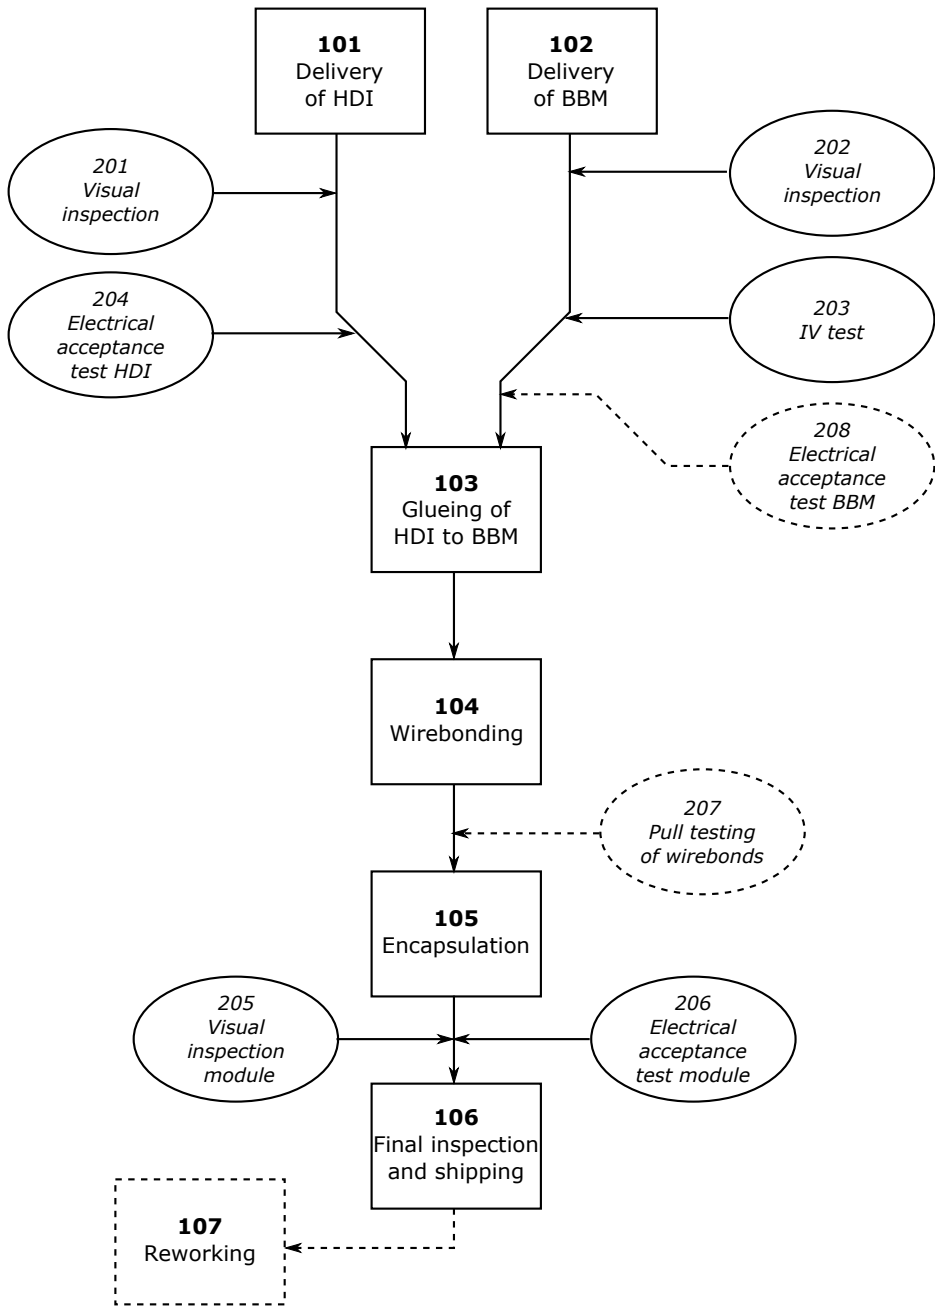 101
Delivery
of HDI
102
Delivery
of BBM
201
Visual
inspection
202
Visual
inspection
204
Electrical
acceptance
test HDI
203
IV test
208
Electrical
acceptance
test BBM
103
Glueing of
HDI to BBM
104
Wirebonding
207
Pull testing
of wirebonds
105
Encapsulation
205
Visual
inspection
module
206
Electrical
acceptance
test module
106
Final inspection
and shipping
107
Reworking